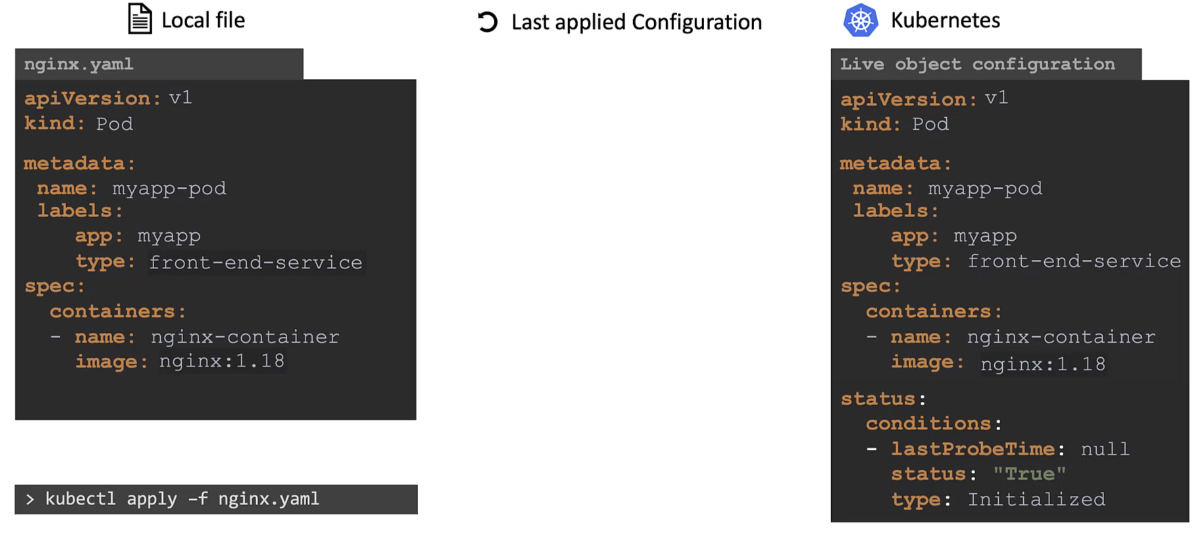 Local file
Last applied Configuration
Kubernetes
nginx.yaml
apiVersion: v1
kind: Pod
metadata:
name: myapp-pod
labels:
app: myapp
type: front-end-service
spec:
containers:
- name: nginx-container
image: nginx:1.18
> kubectl apply –f nginx.yaml
Live object configuration
apiVersion: v1
kind: Pod
metadata:
name: myapp-pod
labels:
app: myapp
type: front-end-service
spec:
containers:
- name: nginx-container
image: nginx:1.18
status:
conditions:
- lastProbeTime: null
status: "True"
type: Initialized